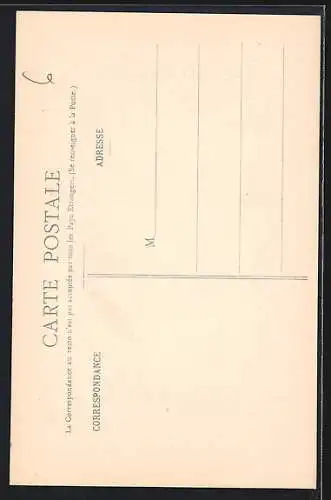 CARTE POSTALE
La Correspondance au recto n'est pas acceptée par tous les Pays Étrangers. (Se renseigner à la Poste.)
CORRESPONDANCE
ADRESSE
M
6